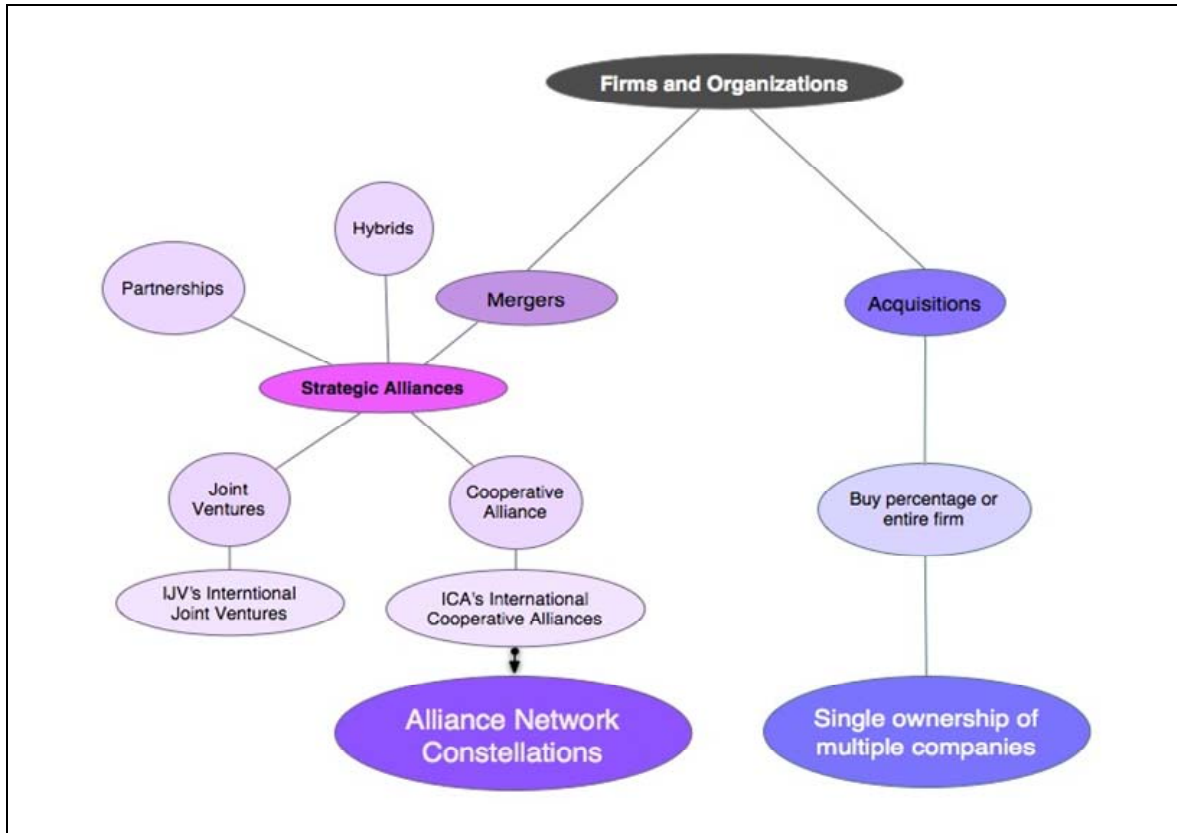 Firms and Organizations
Hybrids
Partnerships
Mergers
Acquisitions
Strategic Alliances
Joint
Ventures
Cooperative
Alliance
Buy percentage or
entire firm
IJV's Interntional
Joint Ventures
ICA's International
Cooperative Alliances
Alliance Network
Constellations
Single ownership of
multiple companies